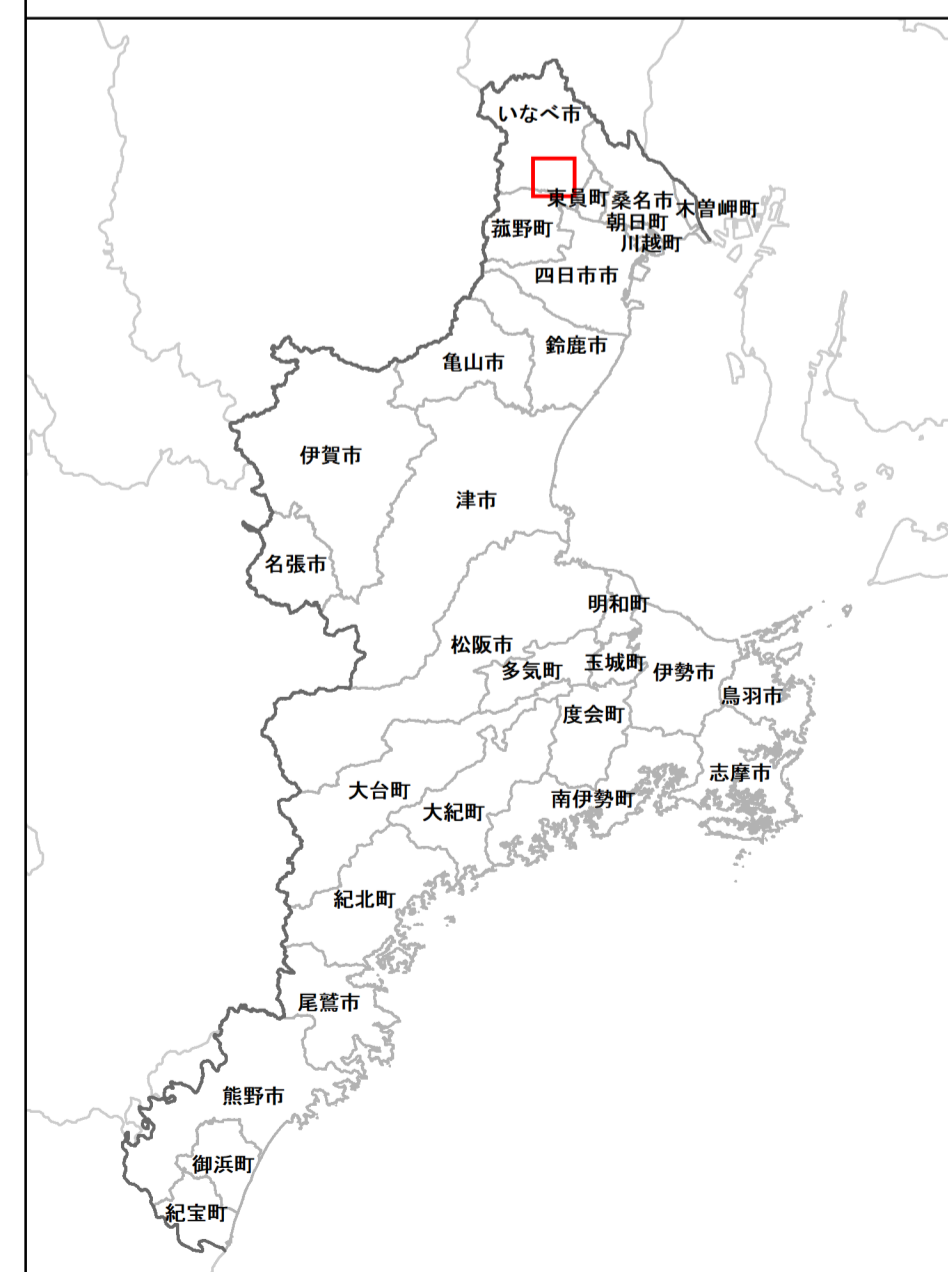 いなべ市
東員町
桑名市
木曽岬町
朝日町
菰野町
川越町
四日市市
鈴鹿市
亀山市
伊賀市
津市
名張市
明和町
松阪市
多気町
玉城町
伊勢市
鳥羽市
度会町
志摩市
大台町
大紀町
南伊勢町
紀北町
尾鷲市
熊野市
御浜町
紀宝町